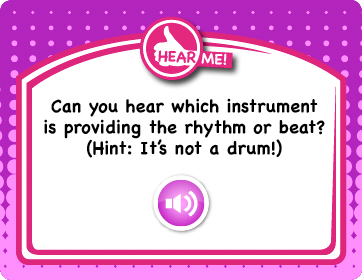 HEAR ME!
Can you hear which instrument
is providing the rhythm or beat?
(Hint: It's not a drum!)